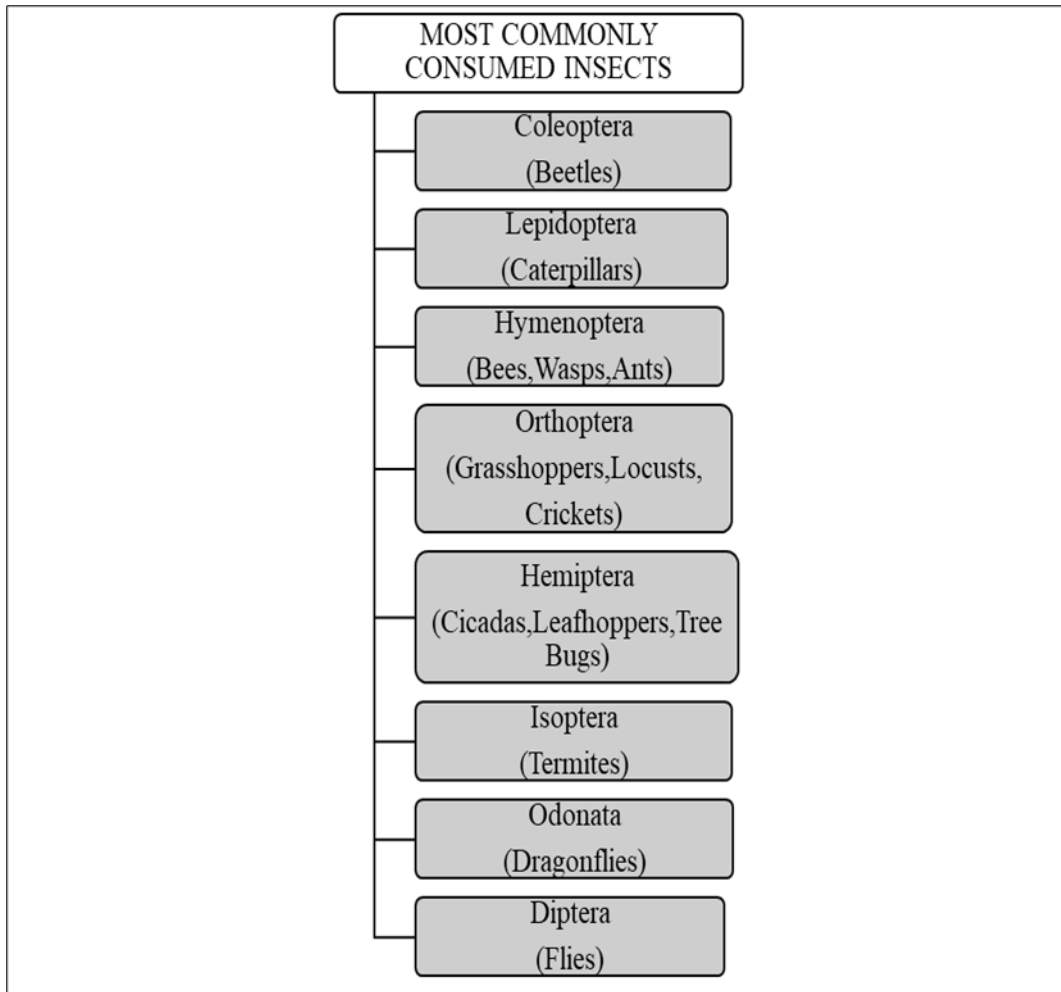 MOST COMMONLY
CONSUMED INSECTS
Coleoptera
(Beetles)
Lepidoptera
(Caterpillars)
Hymenoptera
(Bees,Wasps,Ants)
Orthoptera
(Grasshoppers,Locusts,
Crickets)
Hemiptera
(Cicadas,Leafhoppers,Tree
Bugs)
Isoptera
(Termites)
Odonata
(Dragonflies)
Diptera
(Flies)